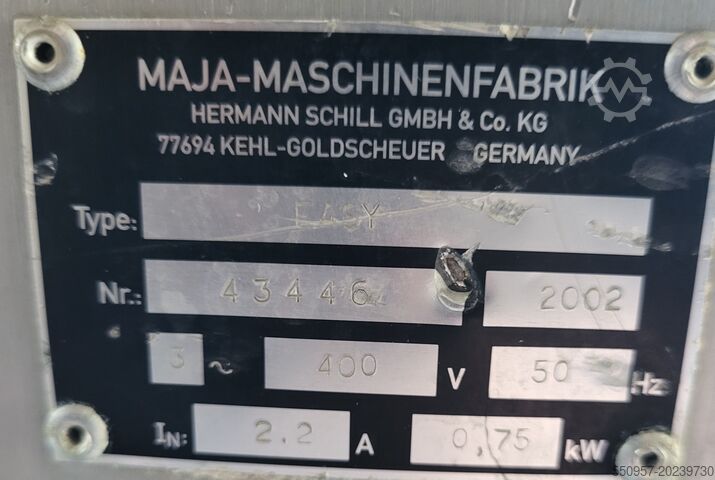 MAJA-MASCHINENFABRIK
HERMANN SCHILL GMBH & Co. KG
77694 KEHL-GOLDSCHEUER GERMANY
Type: EASY
Nr.: 43446 2002
3 ~ 400 V 50 Hz
IN: 2.2 A 0,75 kW
550957-20239730